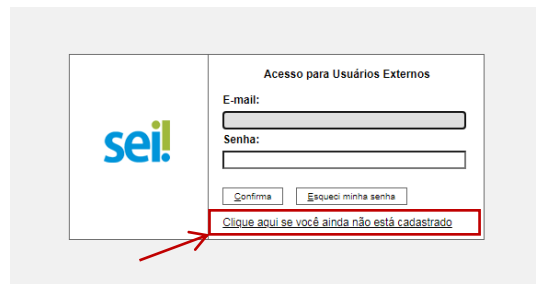 Acesso para Usuários Externos
E-mail:
sei!
Senha:
Confirma Esqueci minha senha
Clique aqui se você ainda não está cadastrado